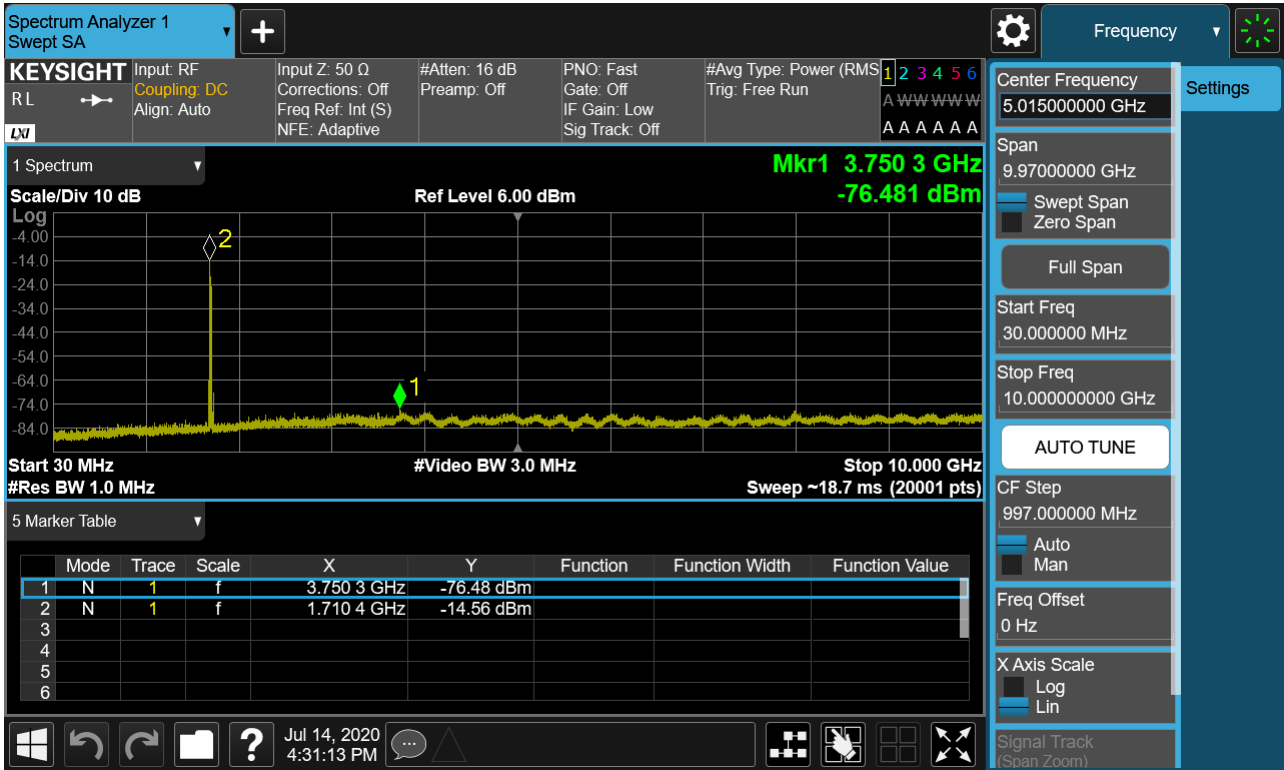 Spectrum Analyzer 1
Swept SA
Frequency
KEYSIGHT
R L
LXI
Input: RF
Coupling: DC
Align: Auto
Input Z: 50 Ω
Corrections: Off
Freq Ref: Int (S)
NFE: Adaptive
#Atten: 16 dB
Preamp: Off
PNO: Fast
Gate: Off
IF Gain: Low
Sig Track: Off
#Avg Type: Power (RMS
Trig: Free Run
1 2 3 4 5 6
A W W W W W
A A A A A A
1 Spectrum
Mkr1 3.750 3 GHz
-76.481 dBm
Scale/Div 10 dB
Ref Level 6.00 dBm
Log
-4.00
-14.0
-24.0
-34.0
-44.0
-54.0
-64.0
-74.0
-84.0
2
1
Start 30 MHz
#Video BW 3.0 MHz
Stop 10.000 GHz
#Res BW 1.0 MHz
Sweep ~18.7 ms (20001 pts)
5 Marker Table
Mode Trace Scale X Y Function Function Width Function Value
1 N 1 f 3.750 3 GHz -76.48 dBm
2 N 1 f 1.710 4 GHz -14.56 dBm
3
4
5
6
Jul 14, 2020
4:31:13 PM
Center Frequency
5.015000000 GHz
Settings
Span
9.97000000 GHz
Swept Span
Zero Span
Full Span
Start Freq
30.000000 MHz
Stop Freq
10.000000000 GHz
AUTO TUNE
CF Step
997.000000 MHz
Auto
Man
Freq Offset
0 Hz
X Axis Scale
Log
Lin
Signal Track
(Span Zoom)